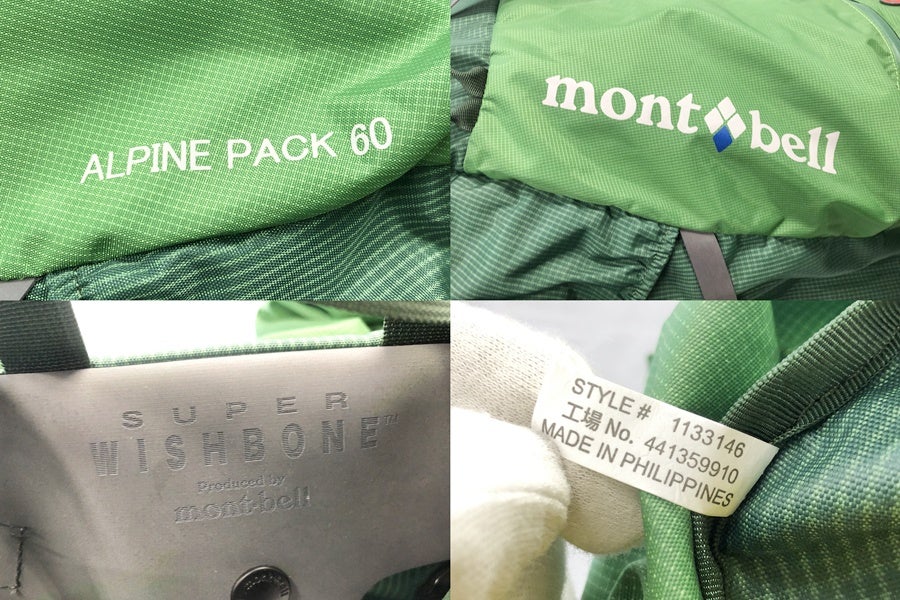 ALPINE PACK 60
mont bell
SUPER
WISHBONE™
Produced by
mont-bell
STYLE # 1133146
工場 No. 441359910
MADE IN PHILIPPINES